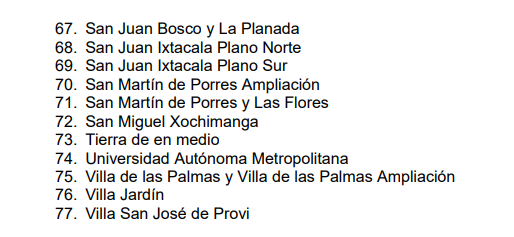 67. San Juan Bosco y La Planada
68. San Juan Ixtacala Plano Norte
69. San Juan Ixtacala Plano Sur
70. San Martín de Porres Ampliación
71. San Martín de Porres y Las Flores
72. San Miguel Xochimanga
73. Tierra de en medio
74. Universidad Autónoma Metropolitana
75. Villa de las Palmas y Villa de las Palmas Ampliación
76. Villa Jardín
77. Villa San José de Provi